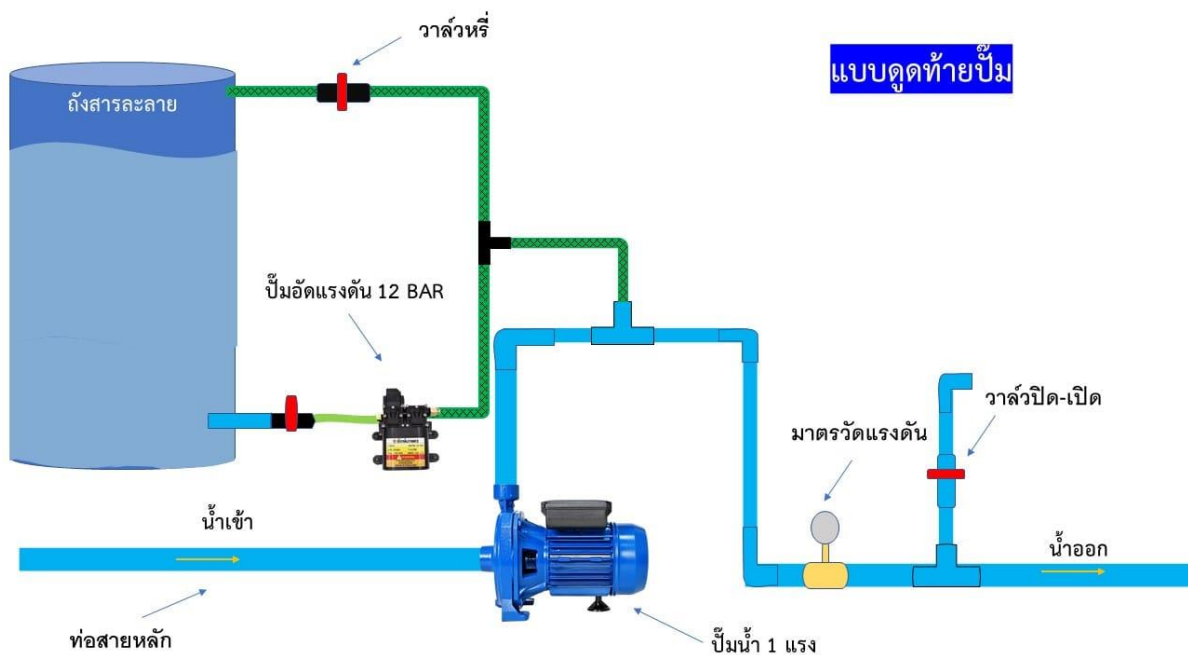 วาล์วหรี่
แบบดูดท้ายปั๊ม
ถังสารละลาย
ปั๊มอัดแรงดัน 12 BAR
วาล์วปิด-เปิด
มาตรวัดแรงดัน
น้ำเข้า
น้ำออก
ท่อสายหลัก
ปั๊มน้ำ 1 แรง